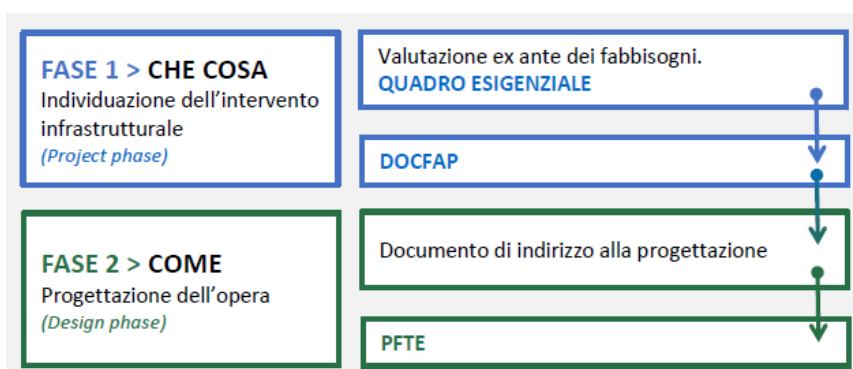 FASE 1 > CHE COSA
Individuazione dell'intervento
infrastrutturale
(Project phase)
Valutazione ex ante dei fabbisogni.
QUADRO ESIGENZIALE
DOCFAP
FASE 2 > COME
Progettazione dell'opera
(Design phase)
Documento di indirizzo alla progettazione
PFTE